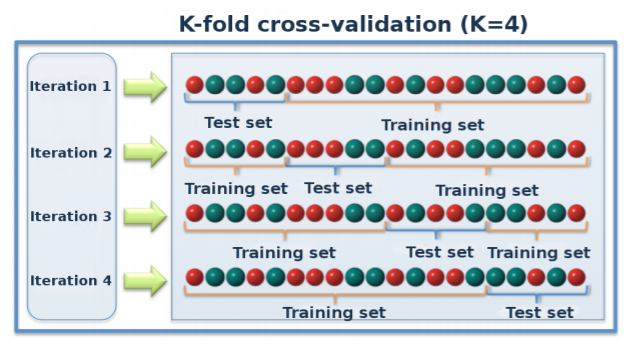 K-fold cross-validation (K=4)
Iteration 1
Test set Training set
Iteration 2
Training set Test set Training set
Iteration 3
Training set Test set Training set
Iteration 4
Training set Test set